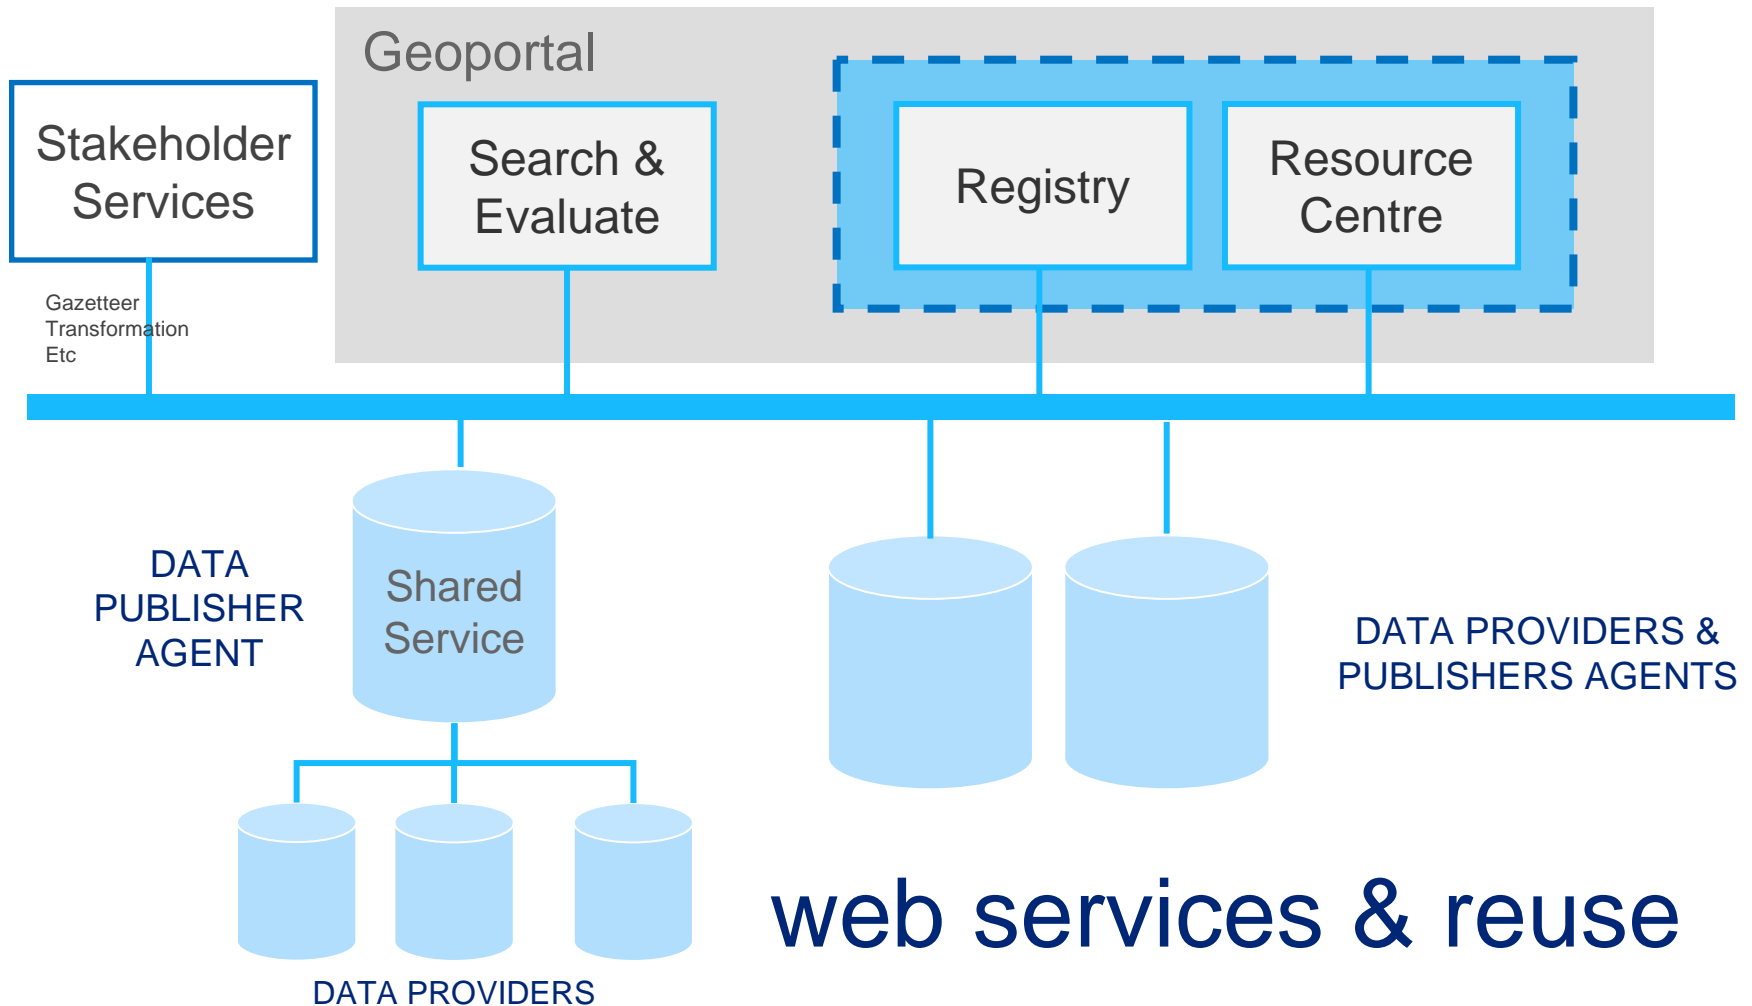 Geoportal
Stakeholder
Services
Gazetteer
Transformation
Etc
Search &
Evaluate
Registry
Resource
Centre
DATA
PUBLISHER
AGENT
Shared
Service
DATA PROVIDERS &
PUBLISHERS AGENTS
web services & reuse
DATA PROVIDERS